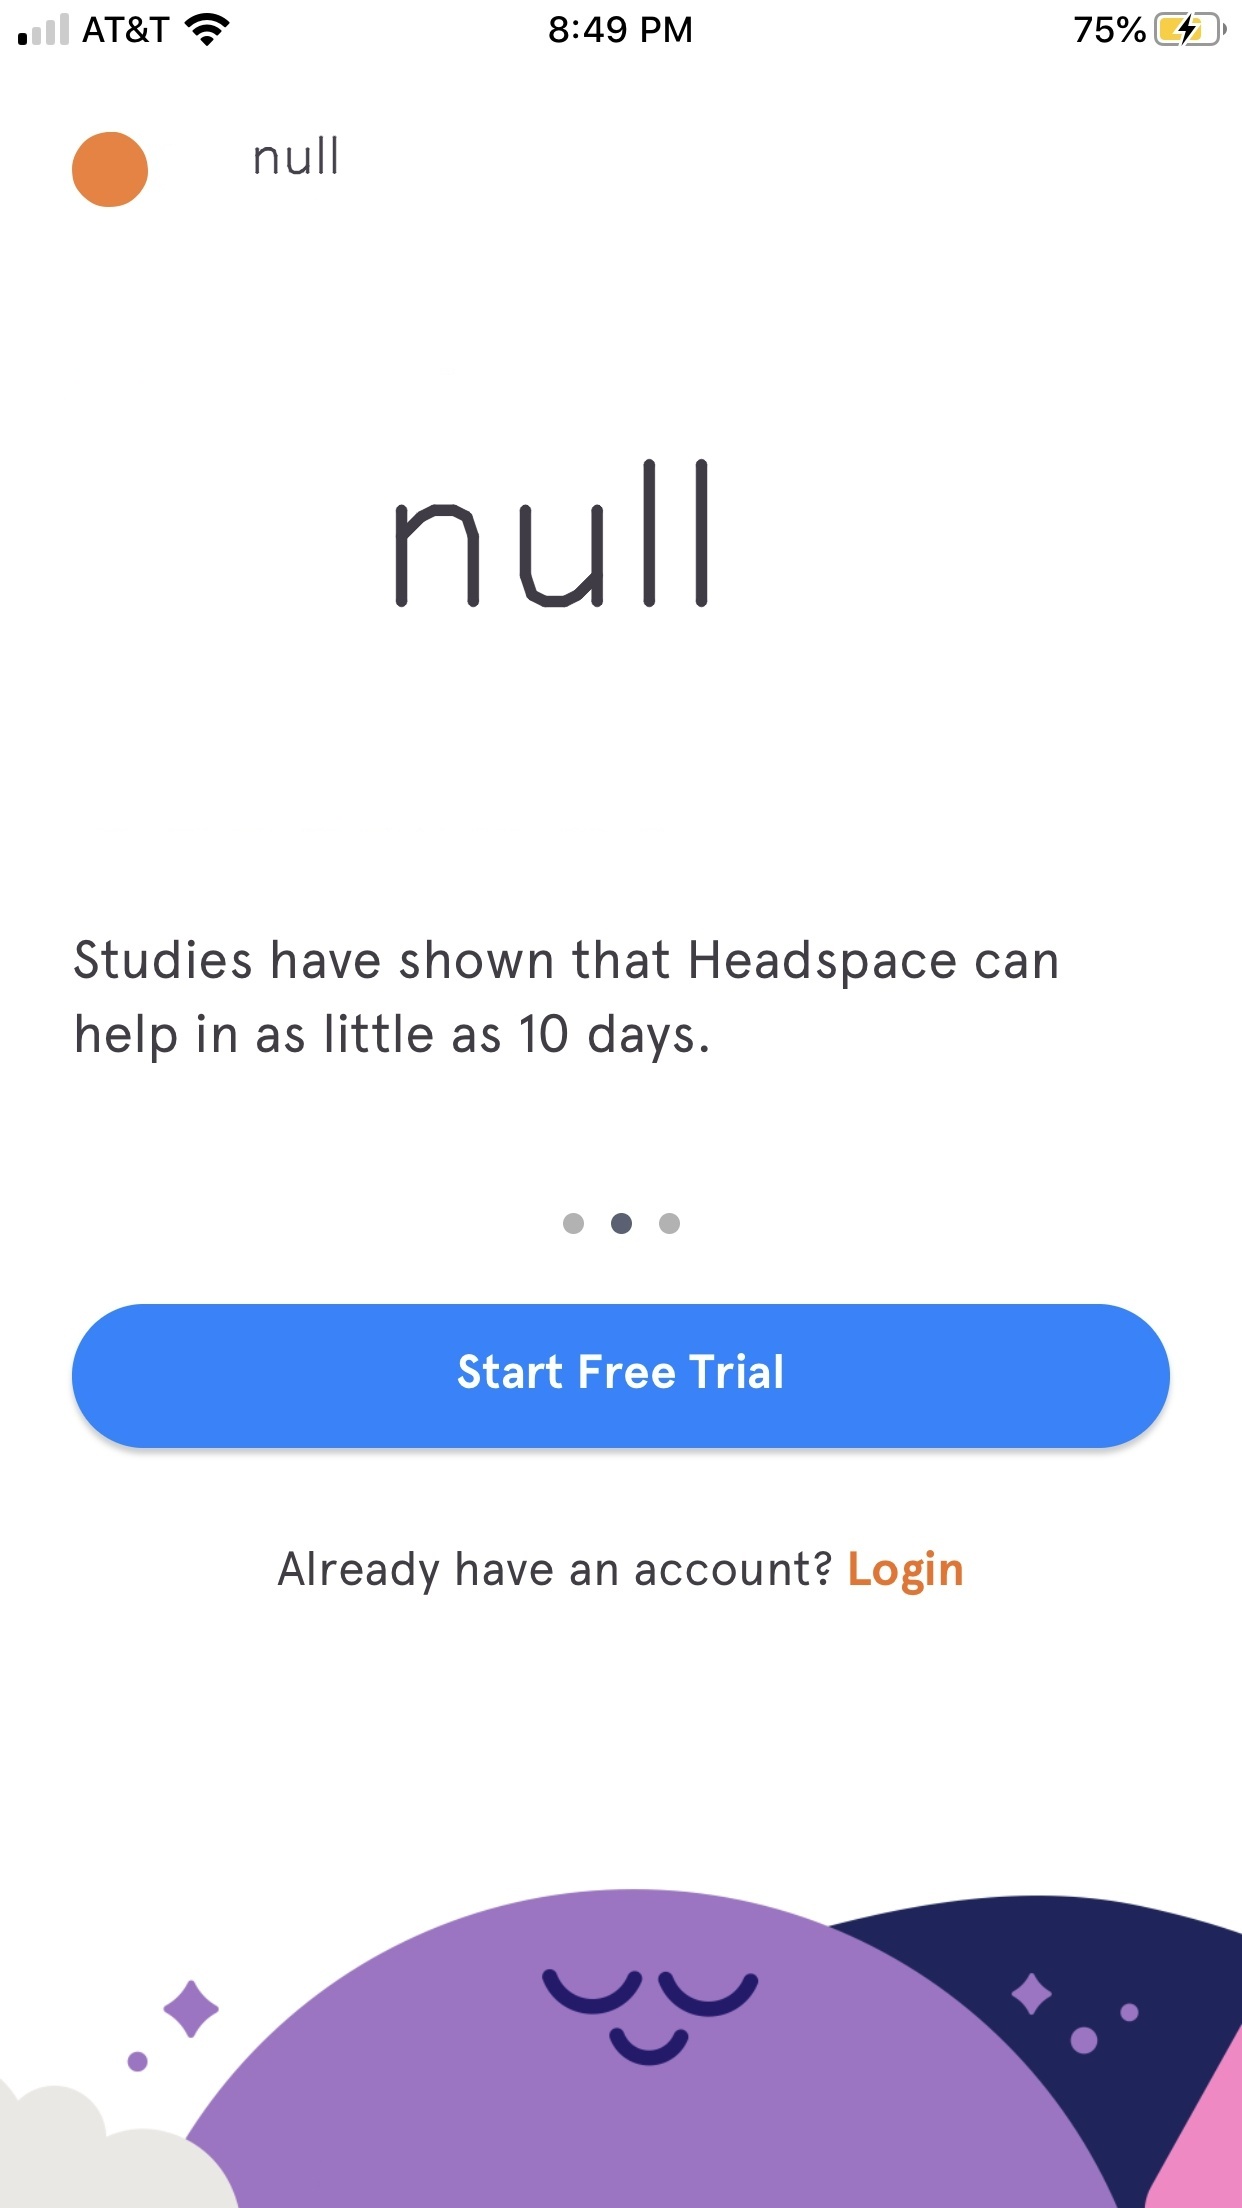 AT&T 8:49 PM 75%
null
null
Studies have shown that Headspace can
help in as little as 10 days.
Start Free Trial
Already have an account? Login